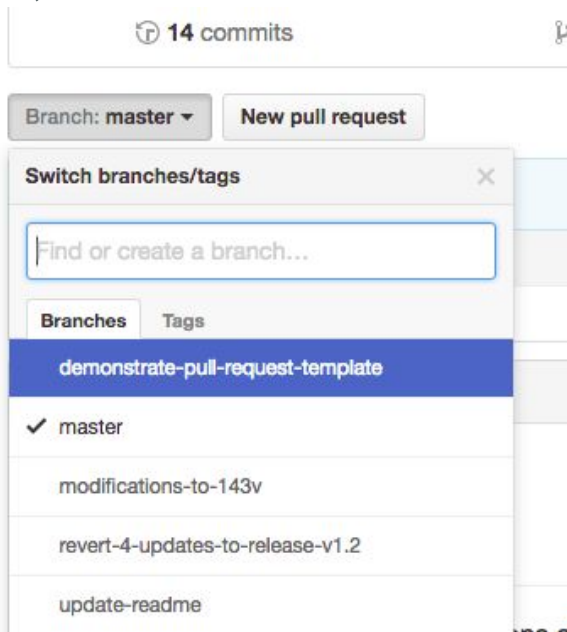 14 commits
Branch: master
New pull request
Switch branches/tags
Find or create a branch...
Branches
Tags
demonstrate-pull-request-template
master
modifications-to-143v
revert-4-updates-to-release-v1.2
update-readme